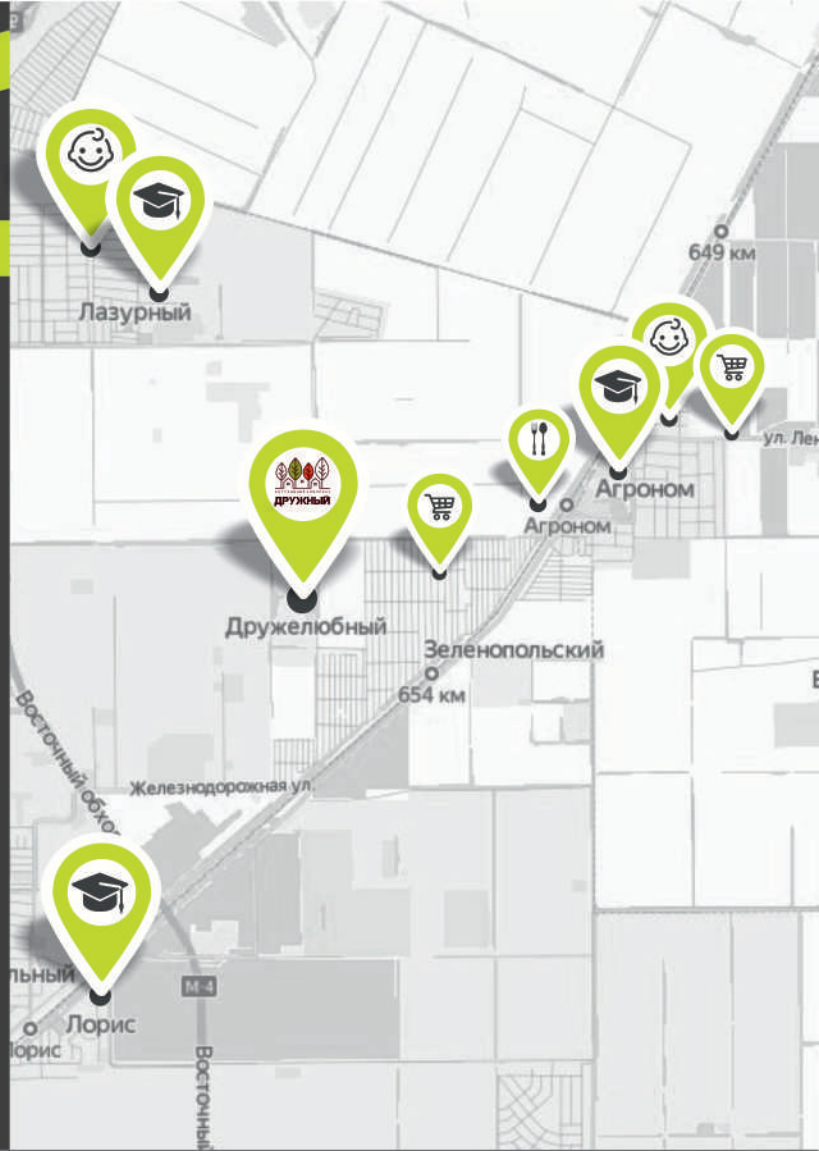 649 км
Лазурный
ул. Лен
Агроном
Агроном
ДРУЖНЫЙ
Дружелюбный
Зеленопольский
654 км
Восточный обхо
Железнодорожная ул.
льный
М-4
Лорис
Лорис
Восточный